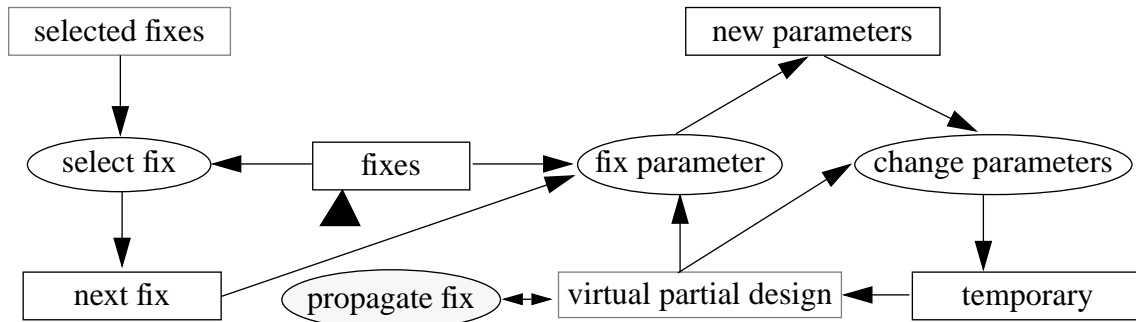 selected fixes
new parameters
select fix
fixes
fix parameter
change parameters
next fix
propagate fix
virtual partial design
temporary